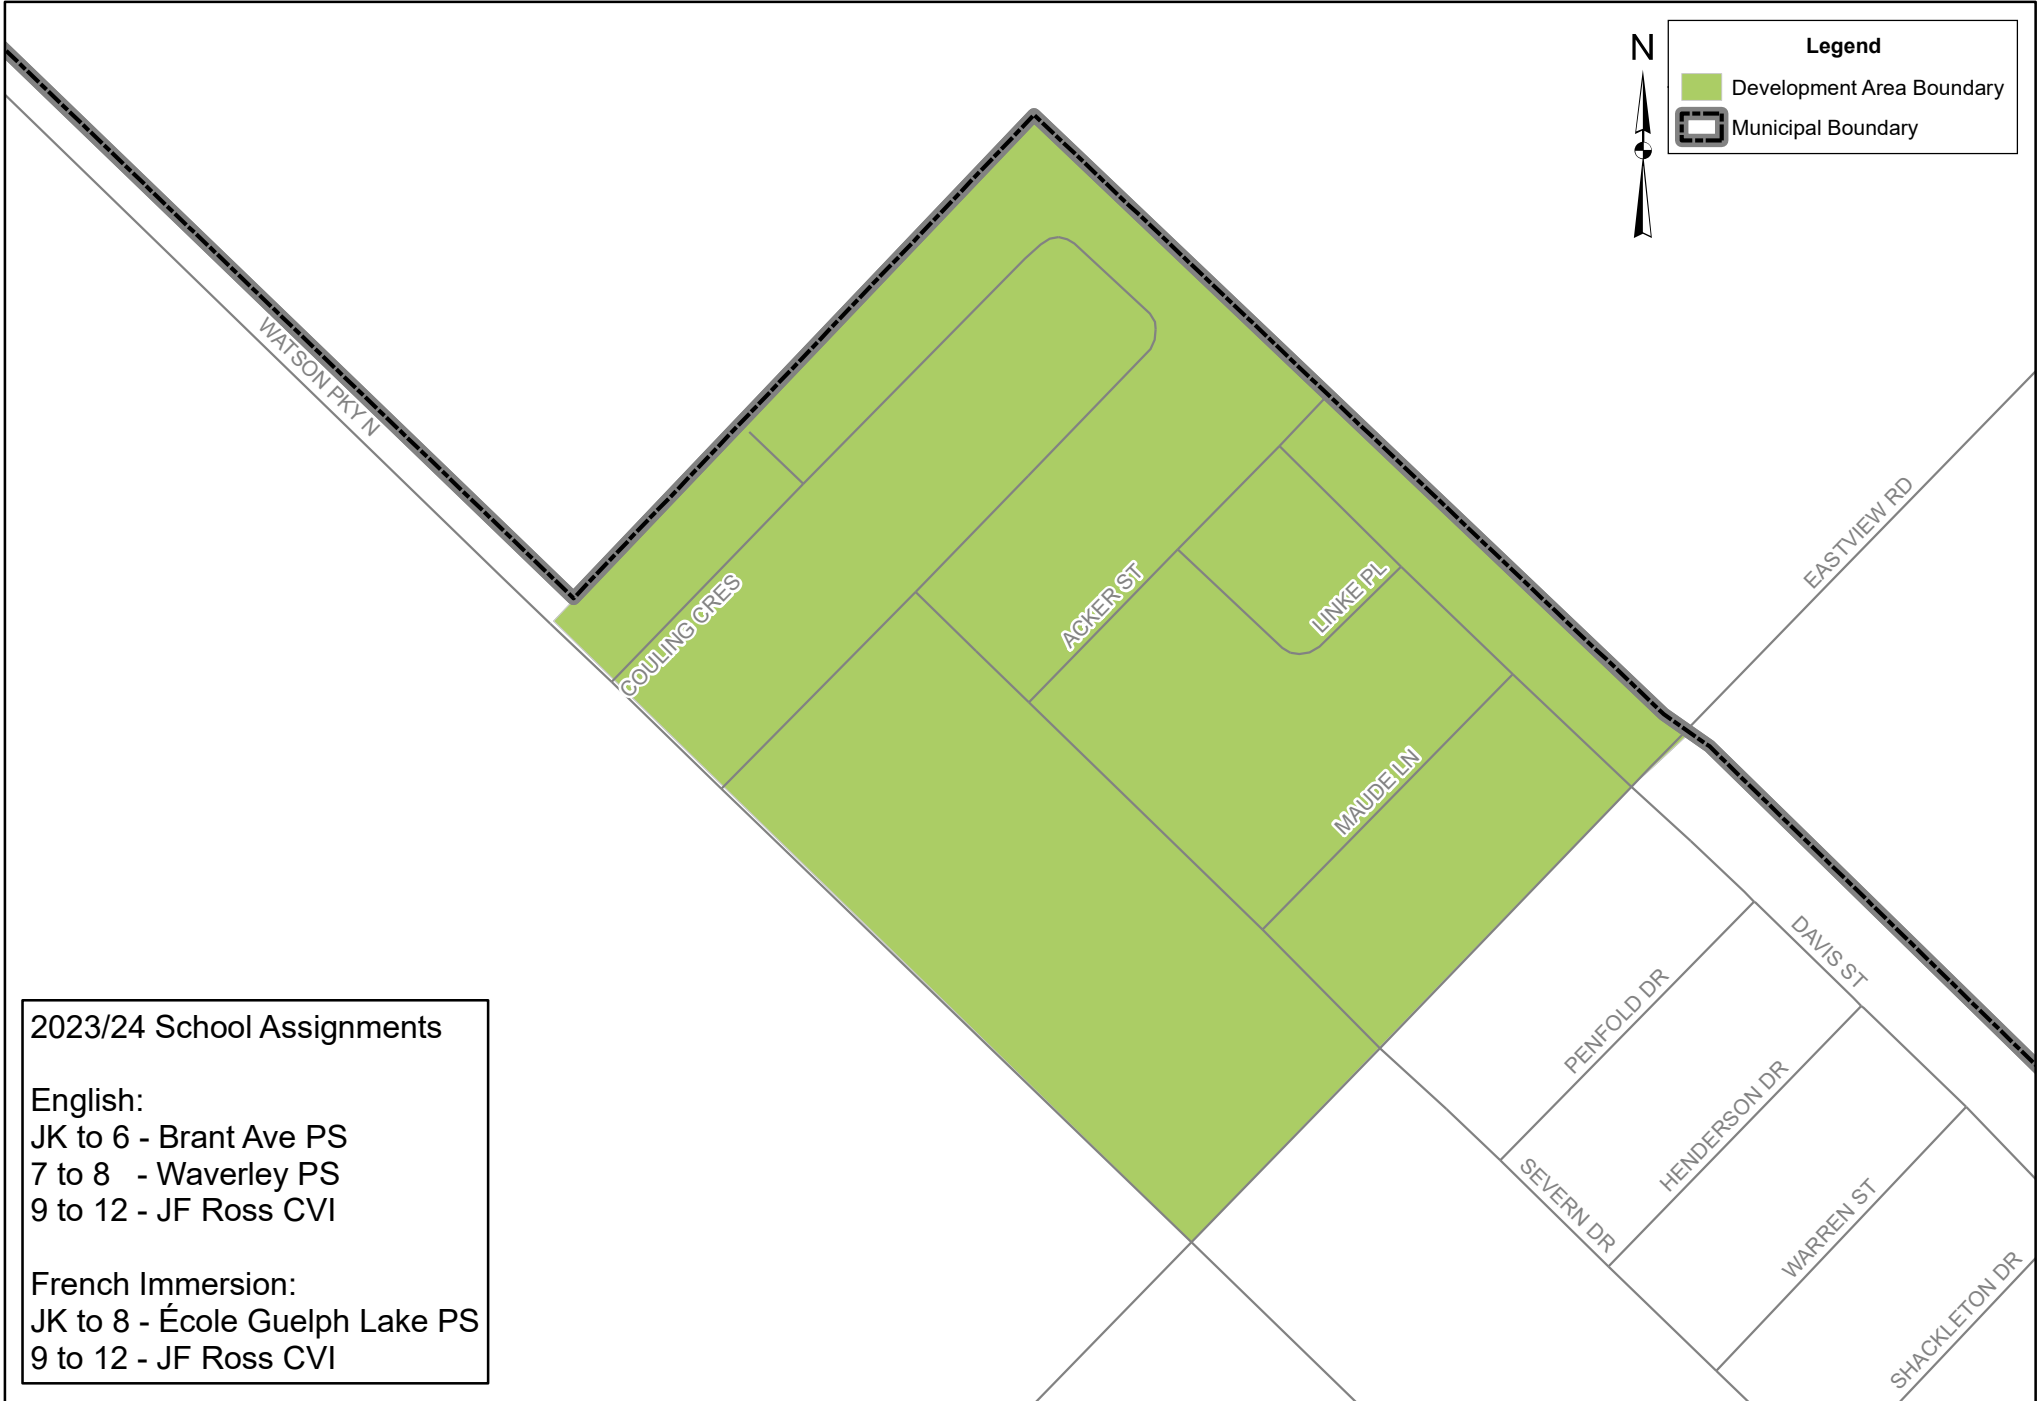 N
Legend
Development Area Boundary
Municipal Boundary
WATSON PKY N
EASTVIEW RD
COULING CRES
ACKER ST
LINKE PL
MAUDE LN
DAVIS ST
PENFOLD DR
HENDERSON DR
SEVERN DR
WARREN ST
SHACKLETON DR
2023/24 School Assignments
English:
JK to 6 - Brant Ave PS
7 to 8 - Waverley PS
9 to 12 - JF Ross CVI
French Immersion:
JK to 8 - École Guelph Lake PS
9 to 12 - JF Ross CVI